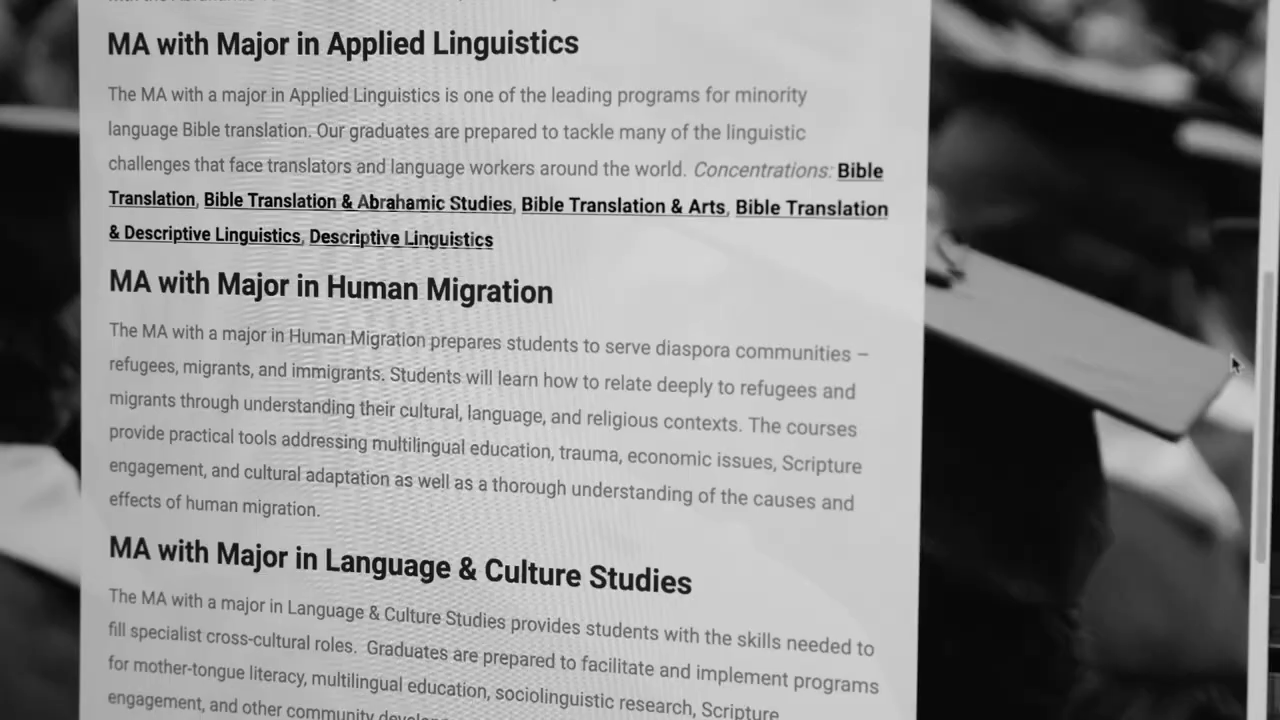 MA with Major in Applied Linguistics
The MA with a major in Applied Linguistics is one of the leading programs for minority
language Bible translation. Our graduates are prepared to tackle many of the linguistic
challenges that face translators and language workers around the world. Concentrations: Bible
Translation, Bible Translation & Abrahamic Studies, Bible Translation & Arts, Bible Translation
& Descriptive Linguistics, Descriptive Linguistics
MA with Major in Human Migration
The MA with a major in Human Migration prepares students to serve diaspora communities –
refugees, migrants, and immigrants. Students will learn how to relate deeply to refugees and
migrants through understanding their cultural, language, and religious contexts. The courses
provide practical tools addressing multilingual education, trauma, economic issues, Scripture
engagement, and cultural adaptation as well as a thorough understanding of the causes and
effects of human migration.
MA with Major in Language & Culture Studies
The MA with a major in Language & Culture Studies provides students with the skills needed to
fill specialist cross-cultural roles. Graduates are prepared to facilitate and implement programs
for mother-tongue literacy, multilingual education, sociolinguistic research, Scripture
engagement, and other community